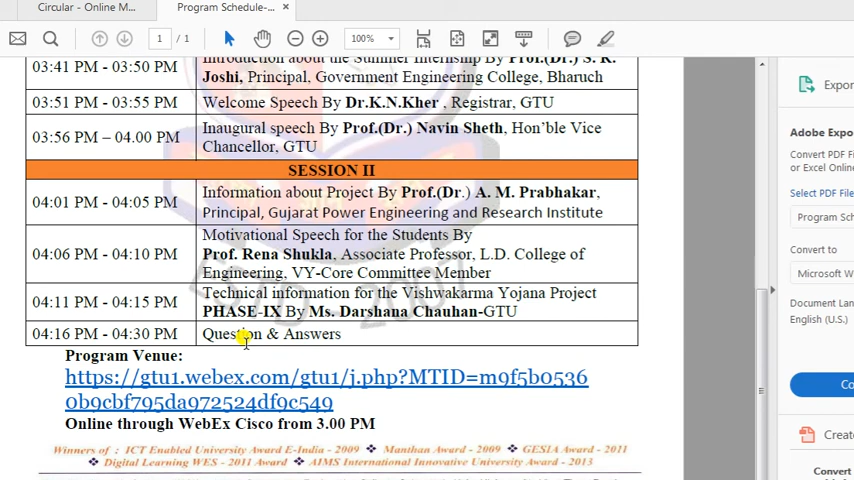 Circular - Online M... Program Schedule-... ×
1 / 1 100%
03:41 PM - 03:50 PM Introduction about the Summer Internship By Prof.(Dr.) S. R.
Joshi, Principal, Government Engineering College, Bharuch
03:51 PM - 03:55 PM Welcome Speech By Dr.K.N.Kher , Registrar, GTU
03:56 PM – 04.00 PM Inaugural speech By Prof.(Dr.) Navin Sheth, Hon’ble Vice
Chancellor, GTU
SESSION II
04:01 PM - 04:05 PM Information about Project By Prof.(Dr.) A. M. Prabhakar,
Principal, Gujarat Power Engineering and Research Institute
04:06 PM - 04:10 PM Motivational Speech for the Students By
Prof. Rena Shukla, Associate Professor, L.D. College of
Engineering, VY-Core Committee Member
04:11 PM - 04:15 PM Technical information for the Vishwakarma Yojana Project
PHASE-IX By Ms. Darshana Chauhan-GTU
04:16 PM - 04:30 PM Question & Answers
ESTD. 2007
Program Venue:
https://gtu1.webex.com/gtu1/j.php?MTID=m9f5b0536
0b9cbf795da972524df9c549
Online through WebEx Cisco from 3.00 PM
Winners of : ICT Enabled University Award E-India - 2009 ❖ Manthan Award - 2009 ❖ GESIA Award - 2011
❖ Digital Learning WES - 2011 Award ❖ AIMS International Innovative University Award - 2013
Export
Adobe Expo
Convert PDF F
or Excel Online
Select PDF File
Program Sch
Convert to
Microsoft W
Document Lang
English (U.S.)
Co
Create
Convert